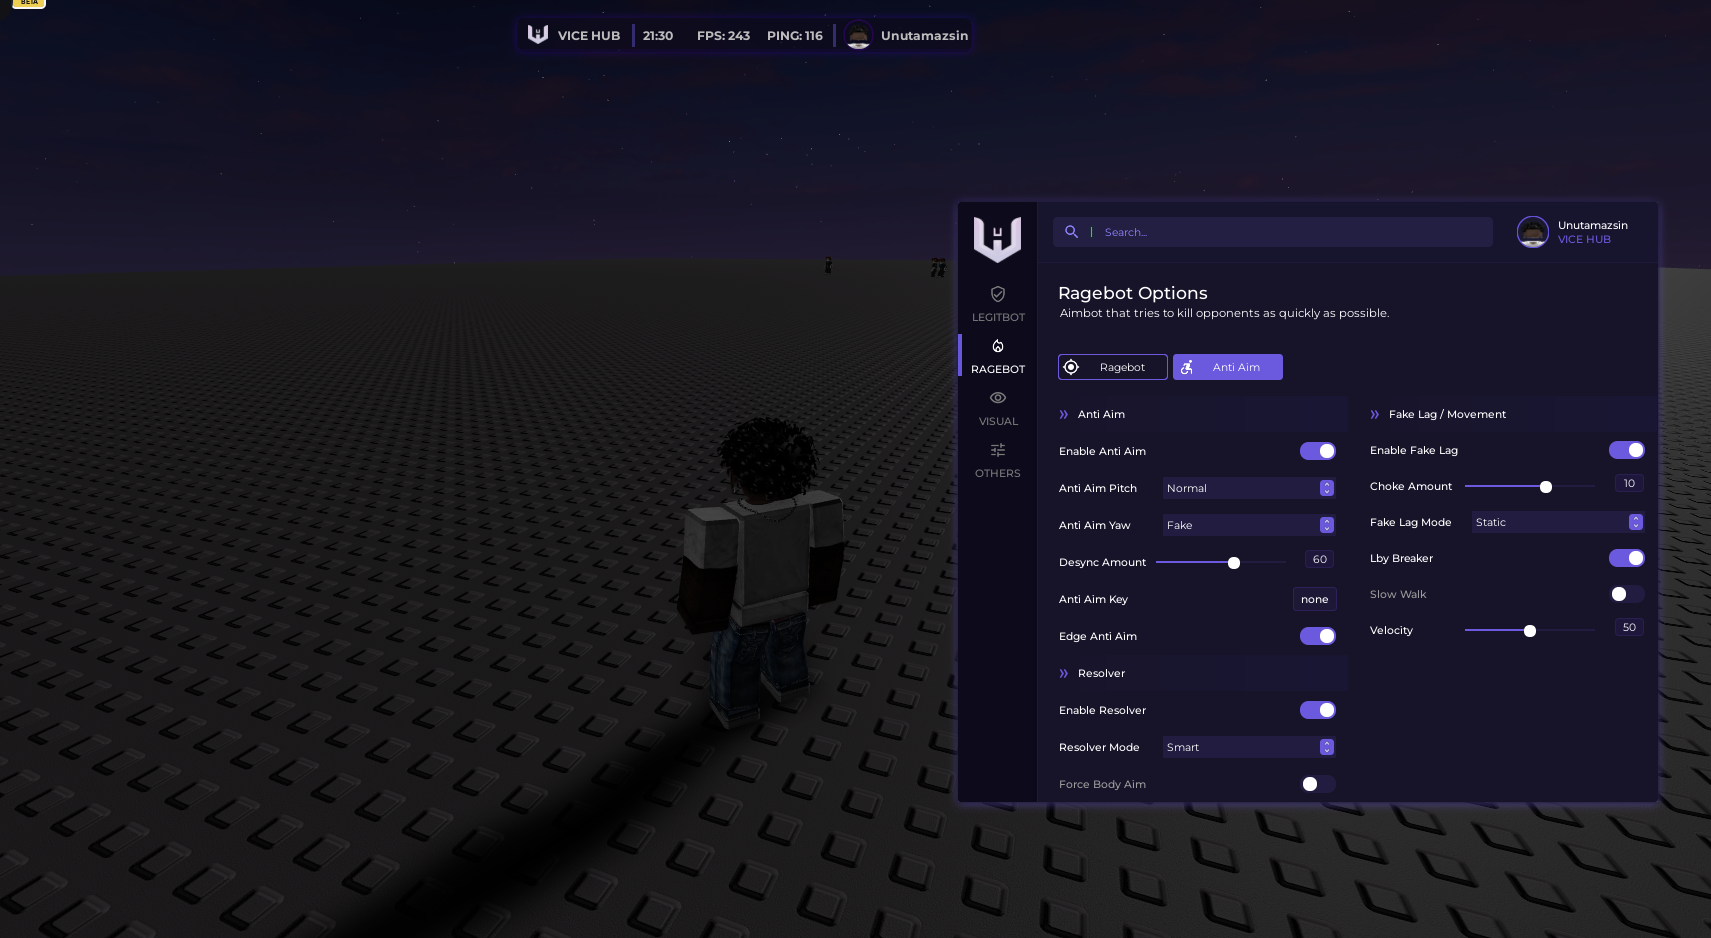 BETA
VICE HUB
21:30
FPS: 243
PING: 116
Unutamazsin
Search...
Unutamazsin
VICE HUB
LEGITBOT
RAGEBOT
VISUAL
OTHERS
Ragebot Options
Aimbot that tries to kill opponents as quickly as possible.
Ragebot
Anti Aim
Anti Aim
Enable Anti Aim
Anti Aim Pitch
Normal
Anti Aim Yaw
Fake
Desync Amount
60
Anti Aim Key
none
Edge Anti Aim
Resolver
Enable Resolver
Resolver Mode
Smart
Force Body Aim
Fake Lag / Movement
Enable Fake Lag
Choke Amount
10
Fake Lag Mode
Static
Lby Breaker
Slow Walk
Velocity
50